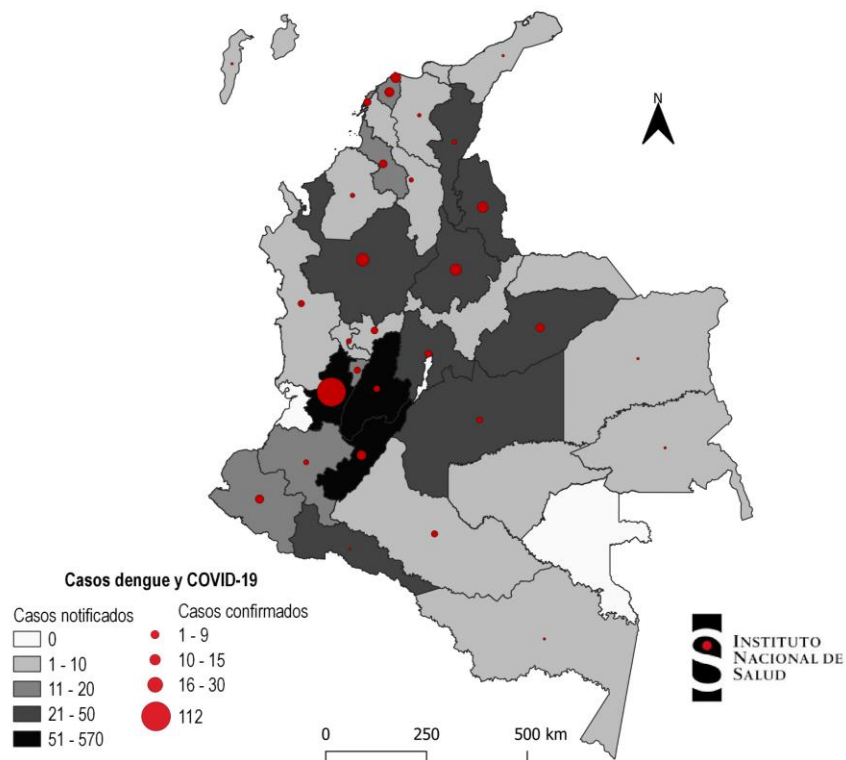 N
Casos dengue y COVID-19
Casos notificados
0
1 - 10
11 - 20
21 - 50
51 - 570
Casos confirmados
1 - 9
10 - 15
16 - 30
112
0 250 500 km
INSTITUTO
NACIONAL DE
SALUD